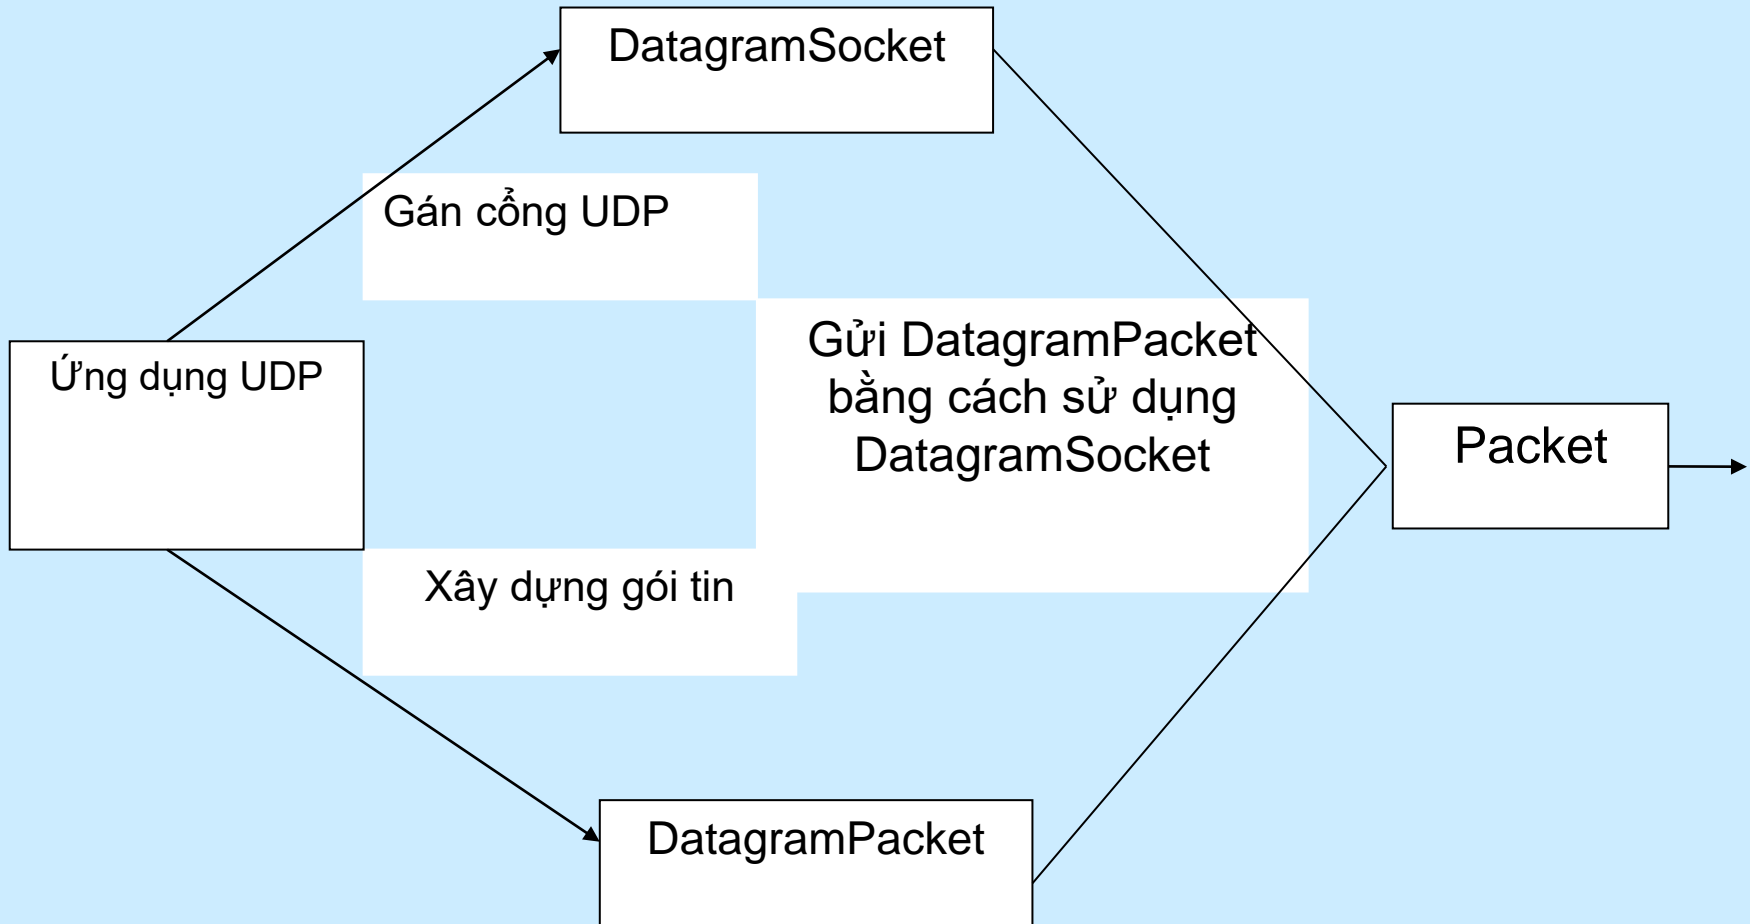 DatagramSocket
Gán cổng UDP
Ứng dụng UDP
Gửi DatagramPacket
bằng cách sử dụng
DatagramSocket
Packet
Xây dựng gói tin
DatagramPacket